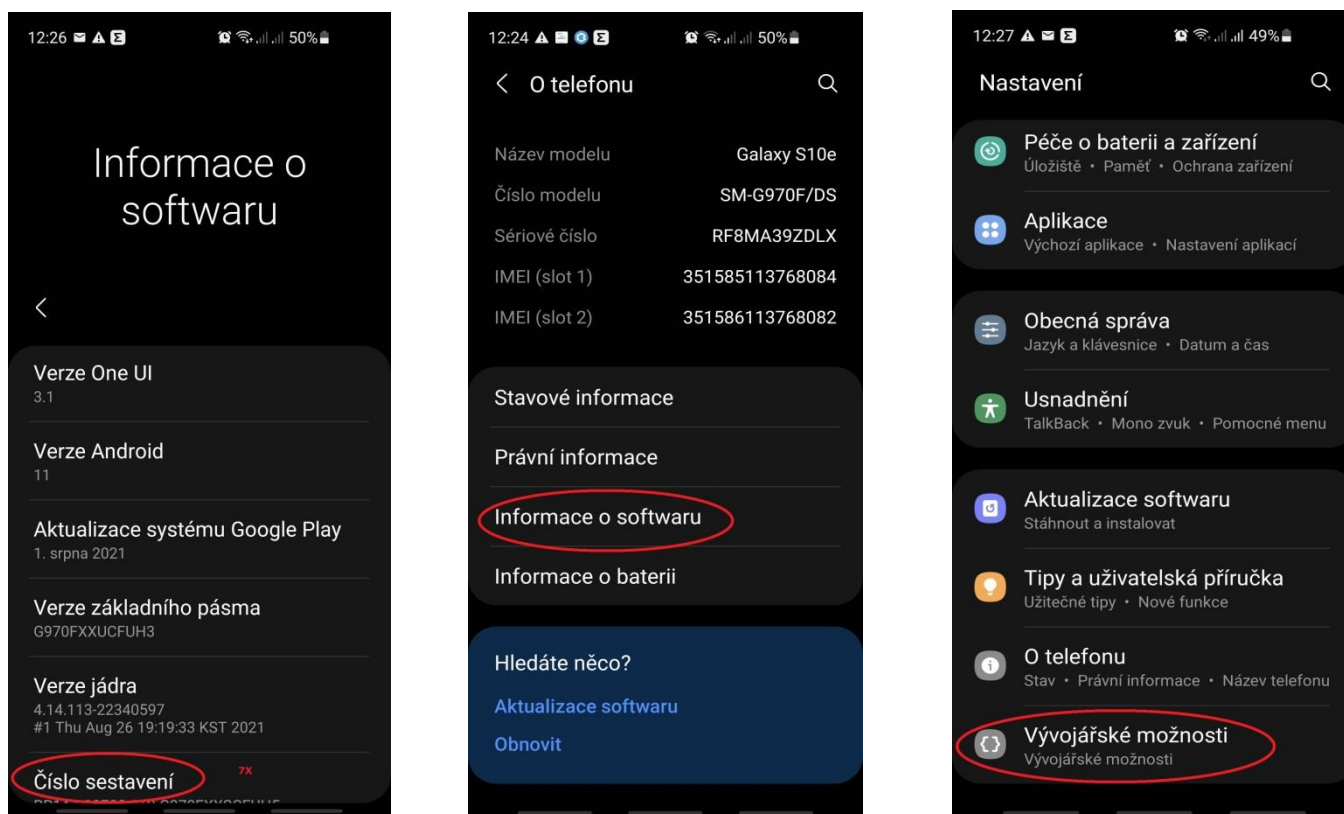 12:26 50%
Informace o
softwaru
Verze One UI
3.1
Verze Android
11
Aktualizace systému Google Play
1. srpna 2021
Verze základního pásma
G970FXXUCFUH3
Verze jádra
4.14.113-22340597
#1 Thu Aug 26 19:19:33 KST 2021
Číslo sestavení 7X
12:24 50%
O telefonu
Název modelu Galaxy S10e
Číslo modelu SM-G970F/DS
Sériové číslo RF8MA39ZDLX
IMEI (slot 1) 351585113768084
IMEI (slot 2) 351586113768082
Stavové informace
Právní informace
Informace o softwaru
Informace o baterii
Hledáte něco?
Aktualizace softwaru
Obnovit
12:27 49%
Nastavení
Péče o baterii a zařízení
Úložiště • Paměť • Ochrana zařízení
Aplikace
Výchozí aplikace • Nastavení aplikací
Obecná správa
Jazyk a klávesnice • Datum a čas
Usnadnění
TalkBack • Mono zvuk • Pomocné menu
Aktualizace softwaru
Stáhnout a instalovat
Tipy a uživatelská příručka
Užitečné tipy • Nové funkce
O telefonu
Stav • Právní informace • Název telefonu
Vývojářské možnosti
Vývojářské možnosti